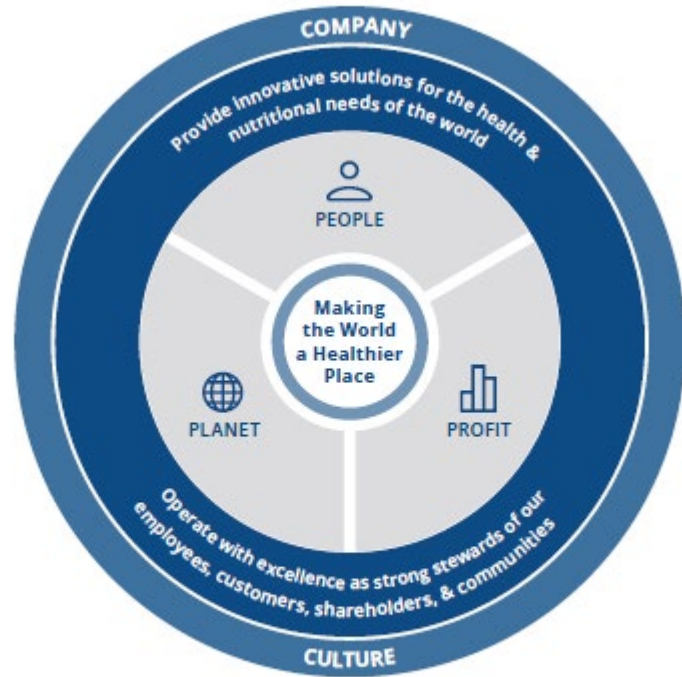 COMPANY
Provide innovative solutions for the health &
nutritional needs of the world
PEOPLE
Making
the World
a Healthier
Place
PLANET
PROFIT
Operate with excellence as strong stewards of our
employees, customers, shareholders, & communities
CULTURE